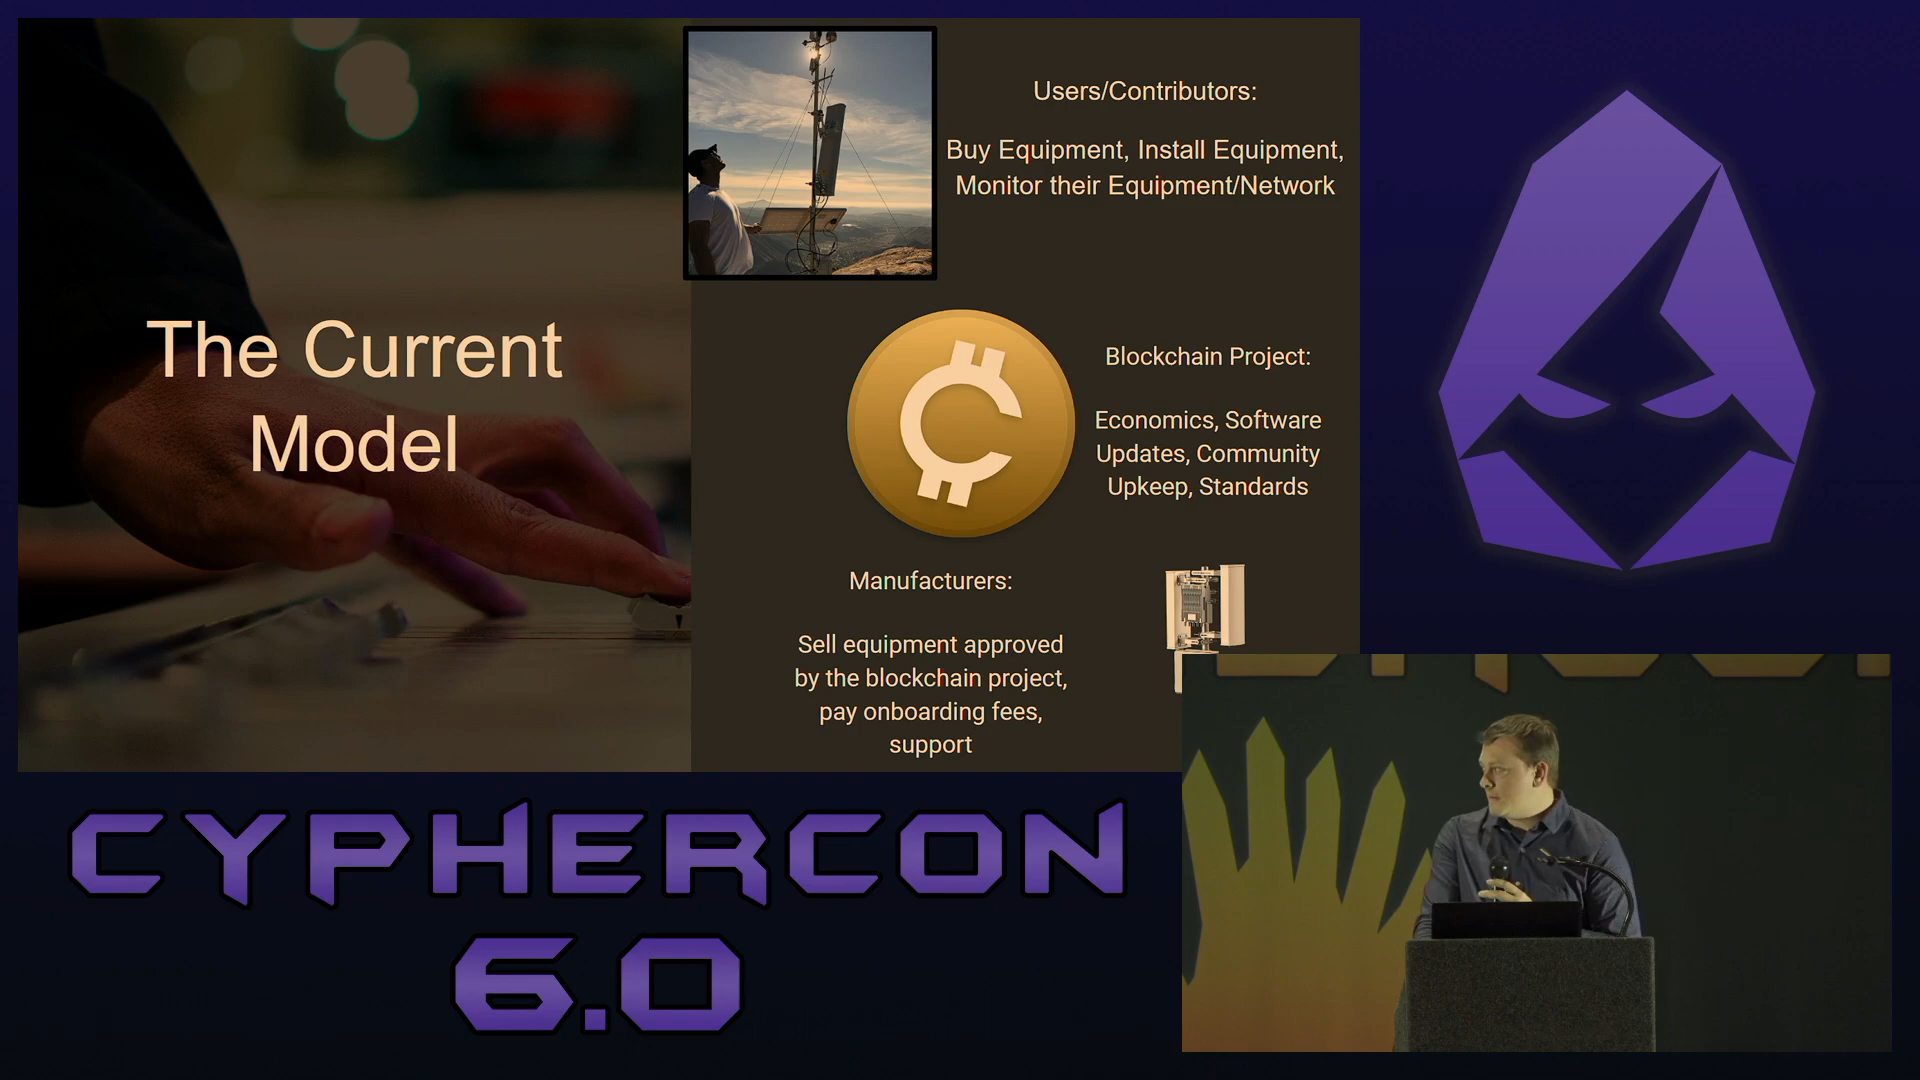 The Current
Model
Users/Contributors:
Buy Equipment, Install Equipment,
Monitor their Equipment/Network
Blockchain Project:
Economics, Software
Updates, Community
Upkeep, Standards
Manufacturers:
Sell equipment approved
by the blockchain project,
pay onboarding fees,
support
CYPHERCON
6.0